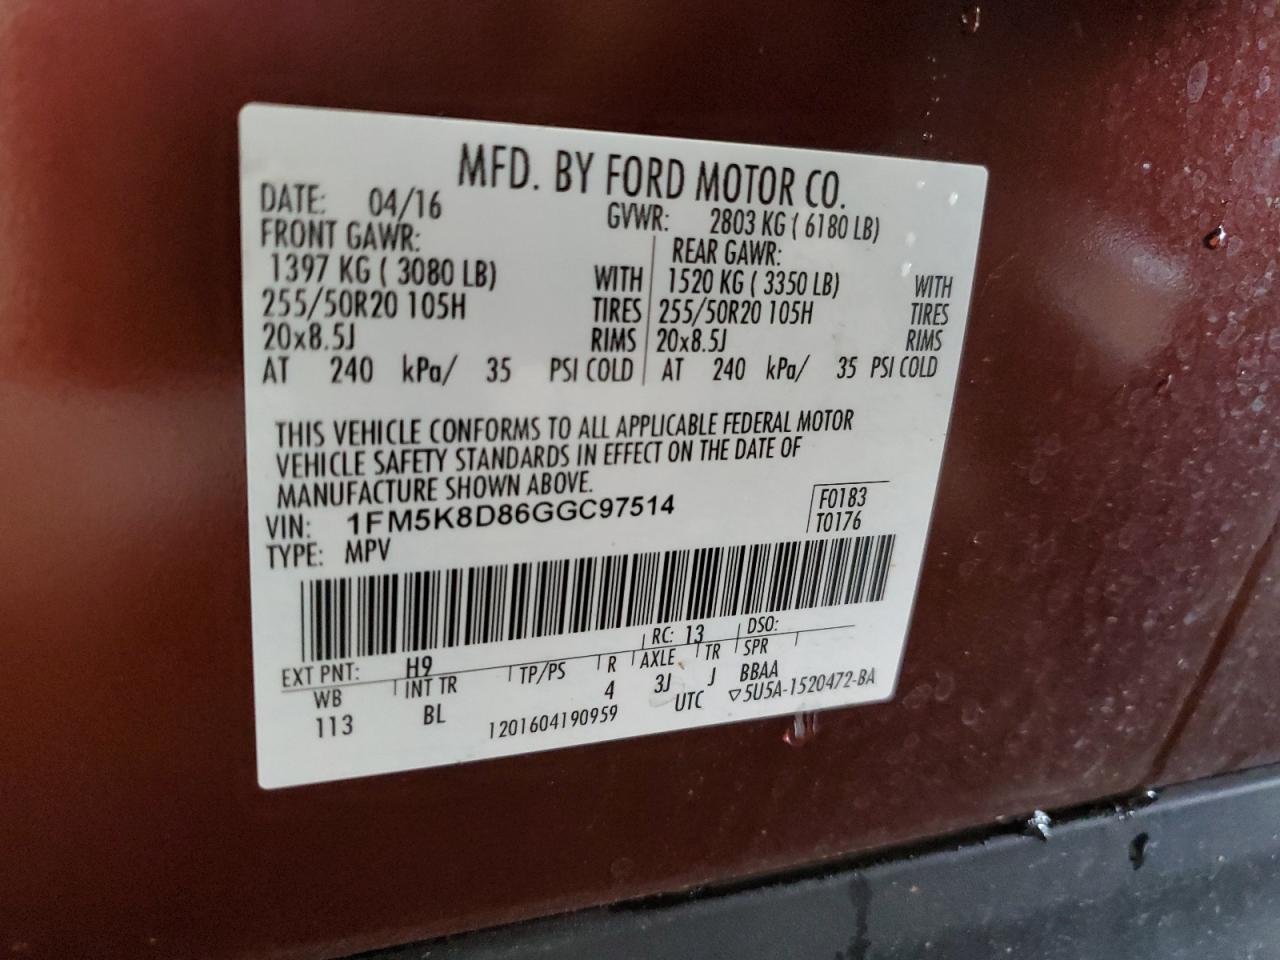 MFD. BY FORD MOTOR CO.
DATE: 04/16 GVWR: 2803 KG ( 6180 LB)
FRONT GAWR: REAR GAWR:
1397 KG ( 3080 LB) WITH 1520 KG ( 3350 LB) WITH
255/50R20 105H TIRES 255/50R20 105H TIRES
20x8.5J RIMS 20x8.5J RIMS
AT 240 kPa/ 35 PSI COLD AT 240 kPa/ 35 PSI COLD
THIS VEHICLE CONFORMS TO ALL APPLICABLE FEDERAL MOTOR
VEHICLE SAFETY STANDARDS IN EFFECT ON THE DATE OF
MANUFACTURE SHOWN ABOVE.
VIN: 1FM5K8D86GGC97514 F0183
TYPE: MPV T0176
EXT PNT: H9 RC: 13 DSO:
WB INT TR TP/PS R AXLE TR SPR
113 BL 4 3J J BBAA
1201604190959 UTC ▽5U5A-1520472-BA